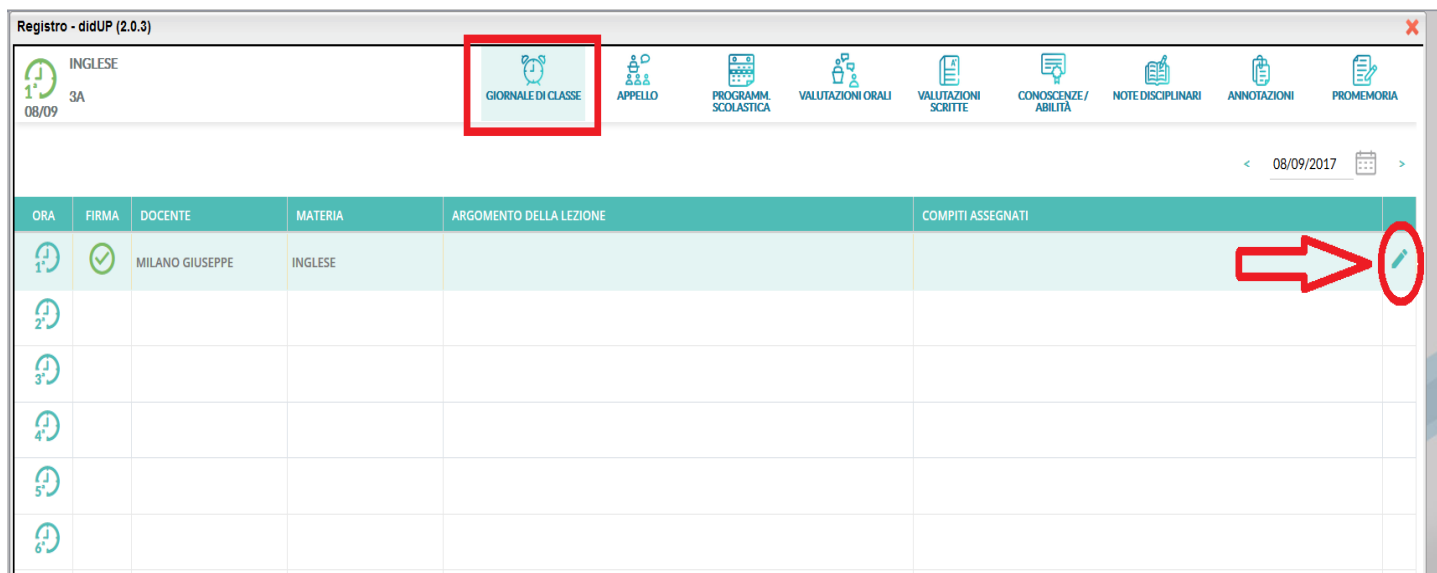 Registro - didUP (2.0.3)
INGLESE
3A
1°
08/09
GIORNALE DI CLASSE
APPELLO
PROGRAMM.
SCOLASTICA
VALUTAZIONI ORALI
VALUTAZIONI
SCRITTE
CONOSCENZE /
ABILITÀ
NOTE DISCIPLINARI
ANNOTAZIONI
PROMEMORIA
< 08/09/2017 >
ORA FIRMA DOCENTE MATERIA ARGOMENTO DELLA LEZIONE COMPITI ASSEGNATI
1° MILANO GIUSEPPE INGLESE
2°
3°
4°
5°
6°